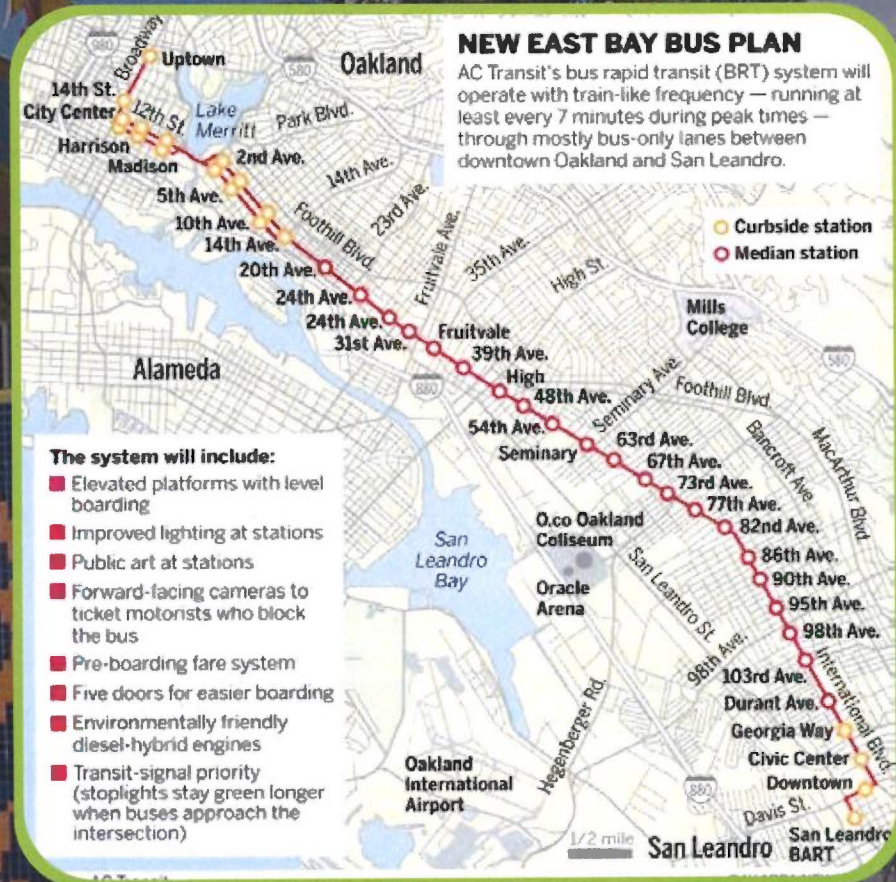 NEW EAST BAY BUS PLAN
AC Transit's bus rapid transit (BRT) system will
operate with train-like frequency — running at
least every 7 minutes during peak times —
through mostly bus-only lanes between
downtown Oakland and San Leandro.
Curbside station
Median station
980
Broadway
Uptown
580
Oakland
14th St.
City Center
12th St.
Lake
Merritt
Park Blvd.
Harrison
Madison
2nd Ave.
14th Ave.
5th Ave.
23rd Ave.
10th Ave.
Foothill Blvd.
14th Ave.
Fruitvale Ave.
35th Ave.
High St.
20th Ave.
24th Ave.
24th Ave.
31st Ave.
Fruitvale
39th Ave.
High
48th Ave.
54th Ave.
Seminary
Seminary Ave.
Mills
College
580
Foothill Blvd.
Alameda
880
63rd Ave.
67th Ave.
73rd Ave.
77th Ave.
82nd Ave.
Bancroft Ave.
MacArthur Blvd
86th Ave.
90th Ave.
95th Ave.
98th Ave.
O.co Oakland
Coliseum
Oracle
Arena
San
Leandro
Bay
San Leandro St.
98th Ave.
103rd Ave.
International Blvd.
Durant Ave.
Georgia Way
Civic Center
Downtown
Hegenberger Rd.
Oakland
International
Airport
880
Davis St.
San Leandro
BART
1/2 mile
San Leandro
The system will include:
Elevated platforms with level
boarding
Improved lighting at stations
Public art at stations
Forward-facing cameras to
ticket motorists who block
the bus
Pre-boarding fare system
Five doors for easier boarding
Environmentally friendly
diesel-hybrid engines
Transit-signal priority
(stoplights stay green longer
when buses approach the
intersection)